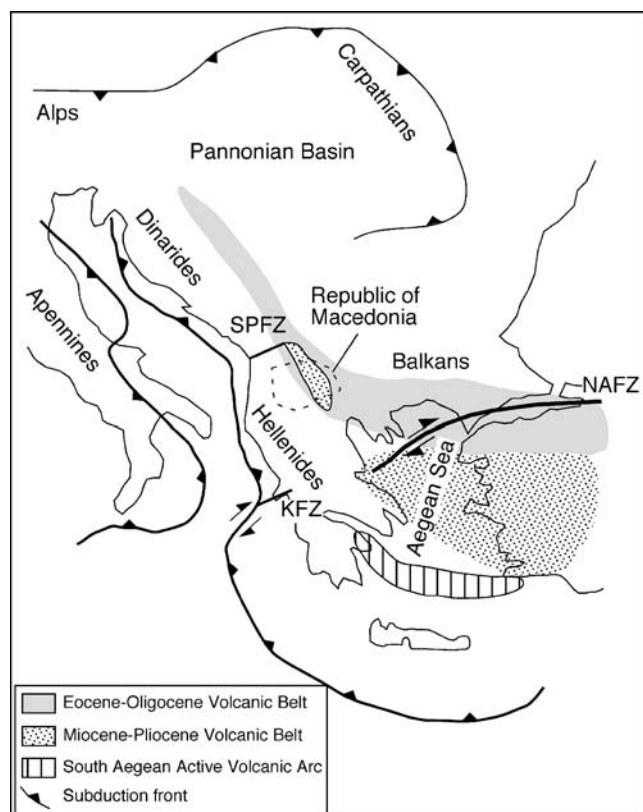 Carpathians
Alps
Pannonian Basin
Dinarides
Republic of
Macedonia
SPFZ
Apennines
Balkans
NAFZ
Hellenides
Aegean Sea
KFZ
Eocene-Oligocene Volcanic Belt
Miocene-Pliocene Volcanic Belt
South Aegean Active Volcanic Arc
Subduction front